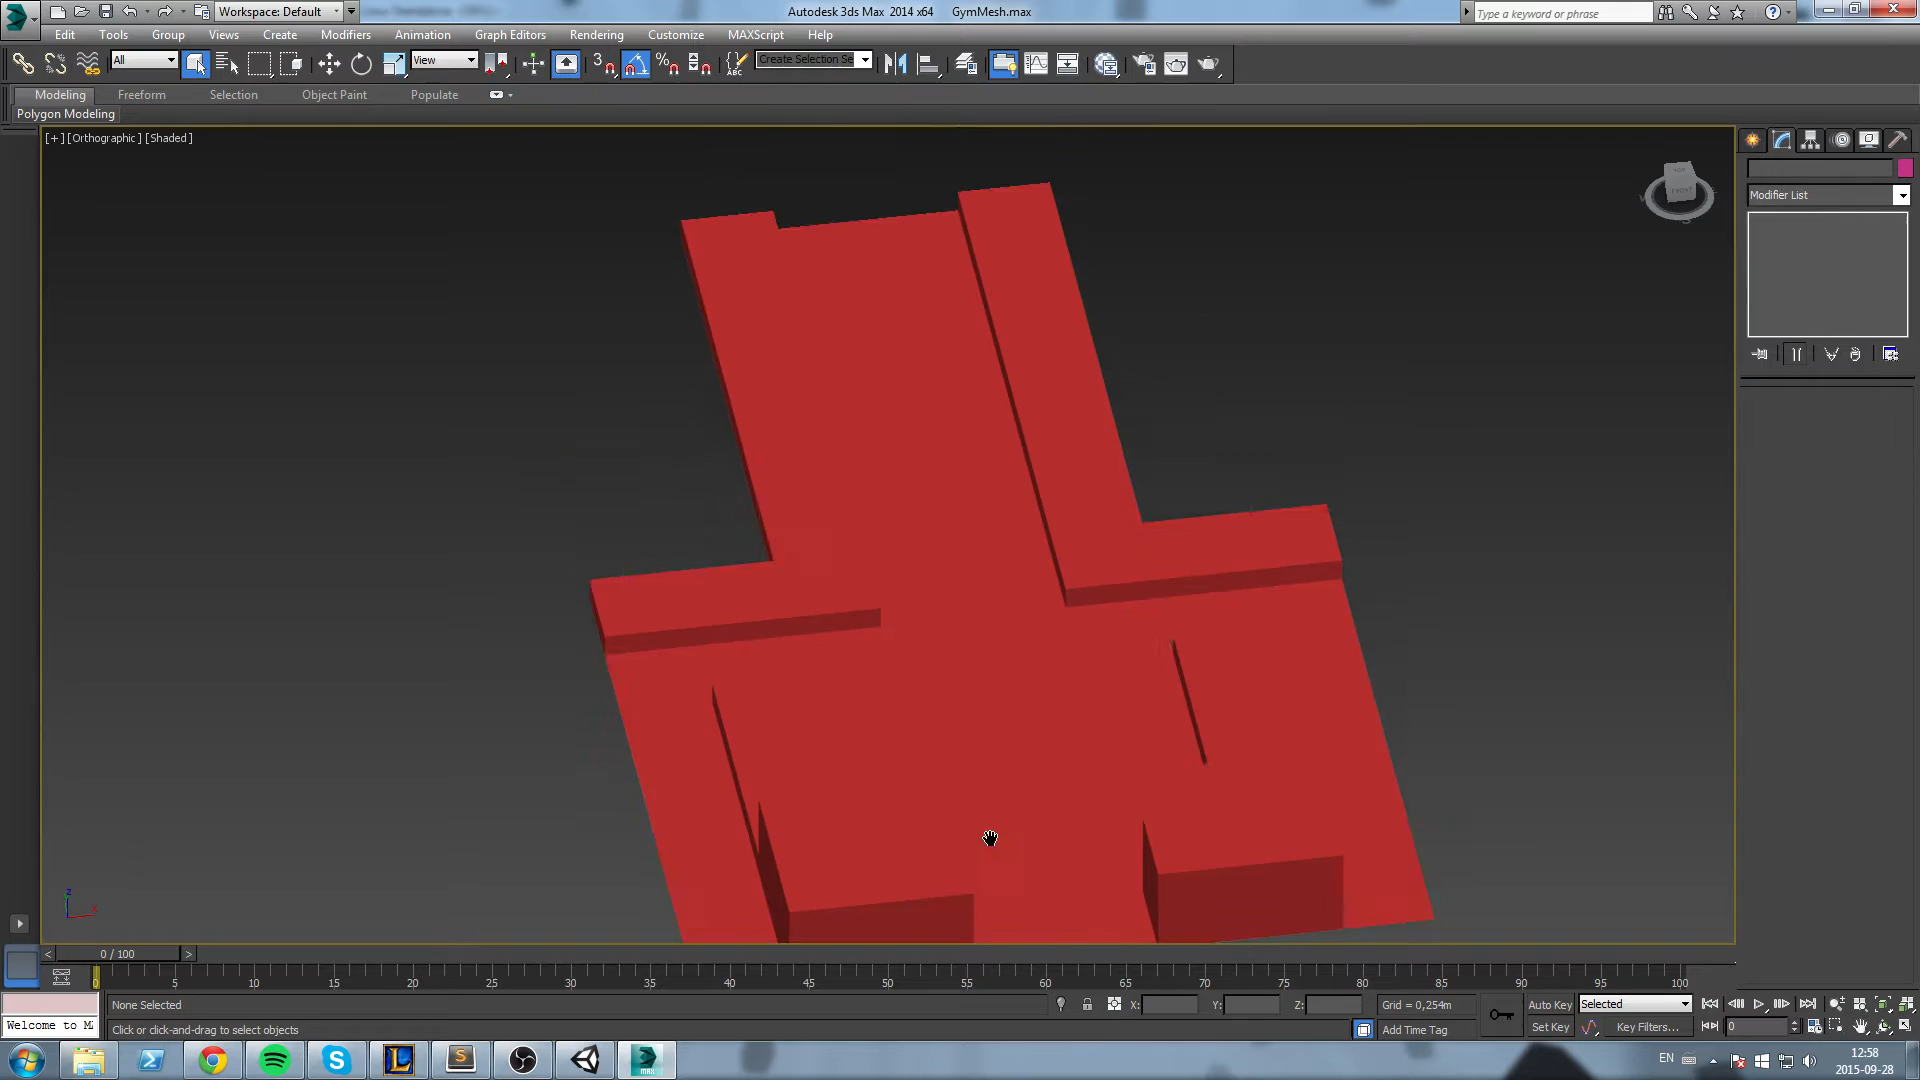 Workspace: Default
Autodesk 3ds Max 2014 x64 GymMesh.max
Type a keyword or phrase
Edit Tools Group Views Create Modifiers Animation Graph Editors Rendering Customize MAXScript Help
All View Create Selection Se
Modeling Freeform Selection Object Paint Populate
Polygon Modeling
[+] [Orthographic] [Shaded]
Modifier List
0 / 100
0 5 10 15 20 25 30 35 40 45 50 55 60 65 70 75 80 85 90 95 100
None Selected X: Y: Z: Grid = 0,254m Auto Key Selected
Welcome to M
Click or click-and-drag to select objects Add Time Tag Set Key Key Filters... 0
EN 12:58
2015-09-28